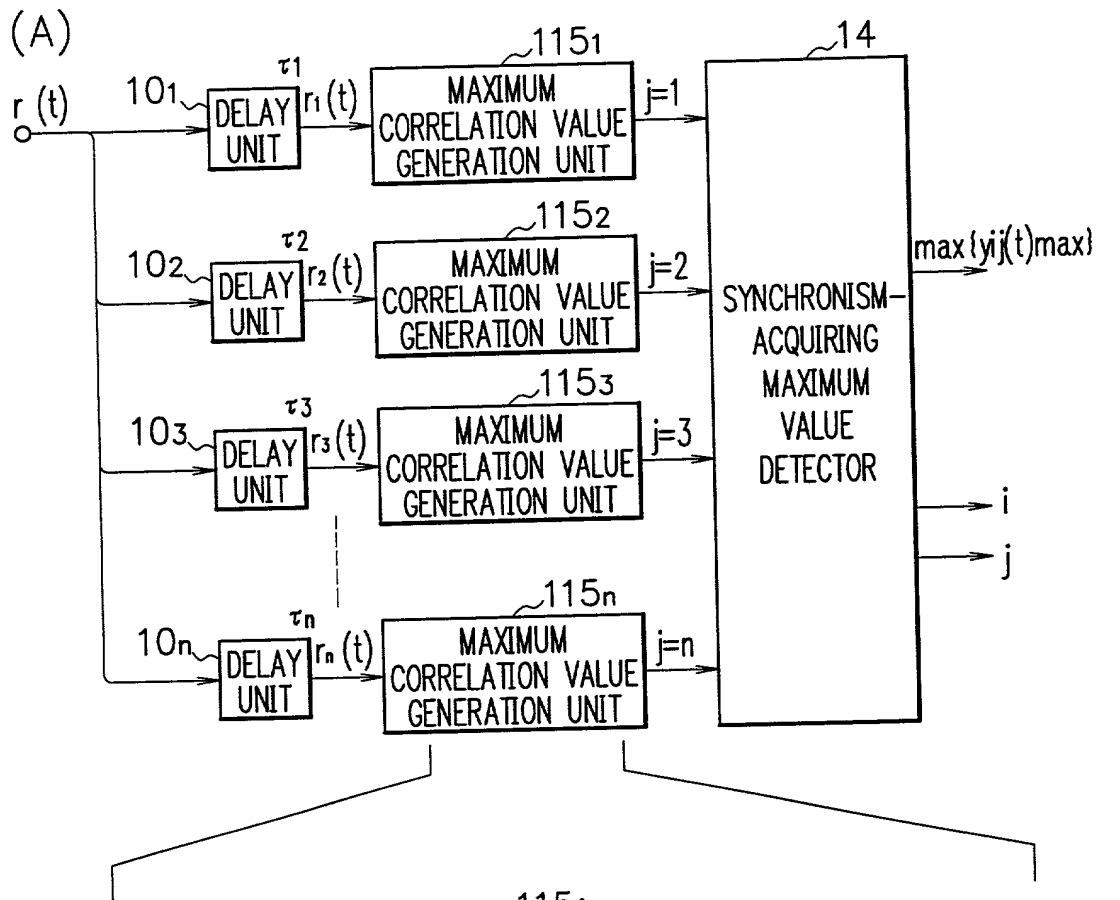 (A)
r (t)
10₁
τ1
DELAY
UNIT
r₁(t)
115₁
MAXIMUM
CORRELATION VALUE
GENERATION UNIT
j=1
14
10₂
τ2
DELAY
UNIT
r₂(t)
115₂
MAXIMUM
CORRELATION VALUE
GENERATION UNIT
j=2
10₃
τ3
DELAY
UNIT
r₃(t)
115₃
MAXIMUM
CORRELATION VALUE
GENERATION UNIT
j=3
10n
τn
DELAY
UNIT
rn (t)
115n
MAXIMUM
CORRELATION VALUE
GENERATION UNIT
j=n
SYNCHRONISM-
ACQUIRING
MAXIMUM
VALUE
DETECTOR
max{yij(t)max}
i
j